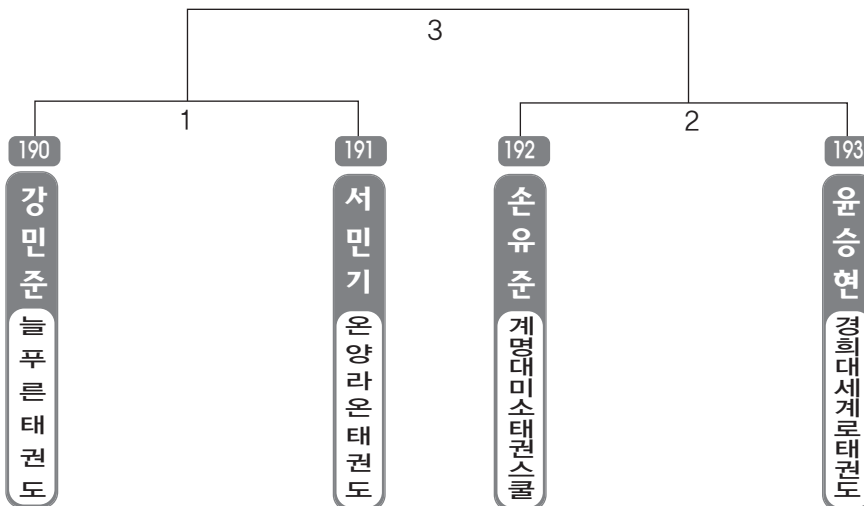 3
1
2
190
강민준
늘푸른태권도
191
서민기
온양라온태권도
192
손유준
계명대미소태권스쿨
193
윤승현
경희대세계로태권도